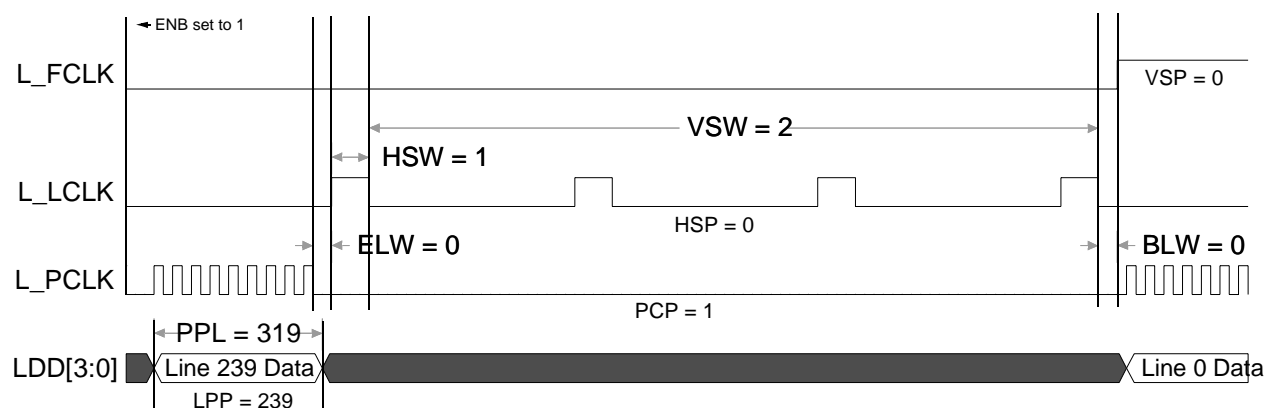 ENB set to 1
L_FCLK
VSP = 0
VSW = 2
HSW = 1
L_LCLK
HSP = 0
ELW = 0
BLW = 0
L_PCLK
PCP = 1
PPL = 319
LDD[3:0]
Line 239 Data
Line 0 Data
LPP = 239